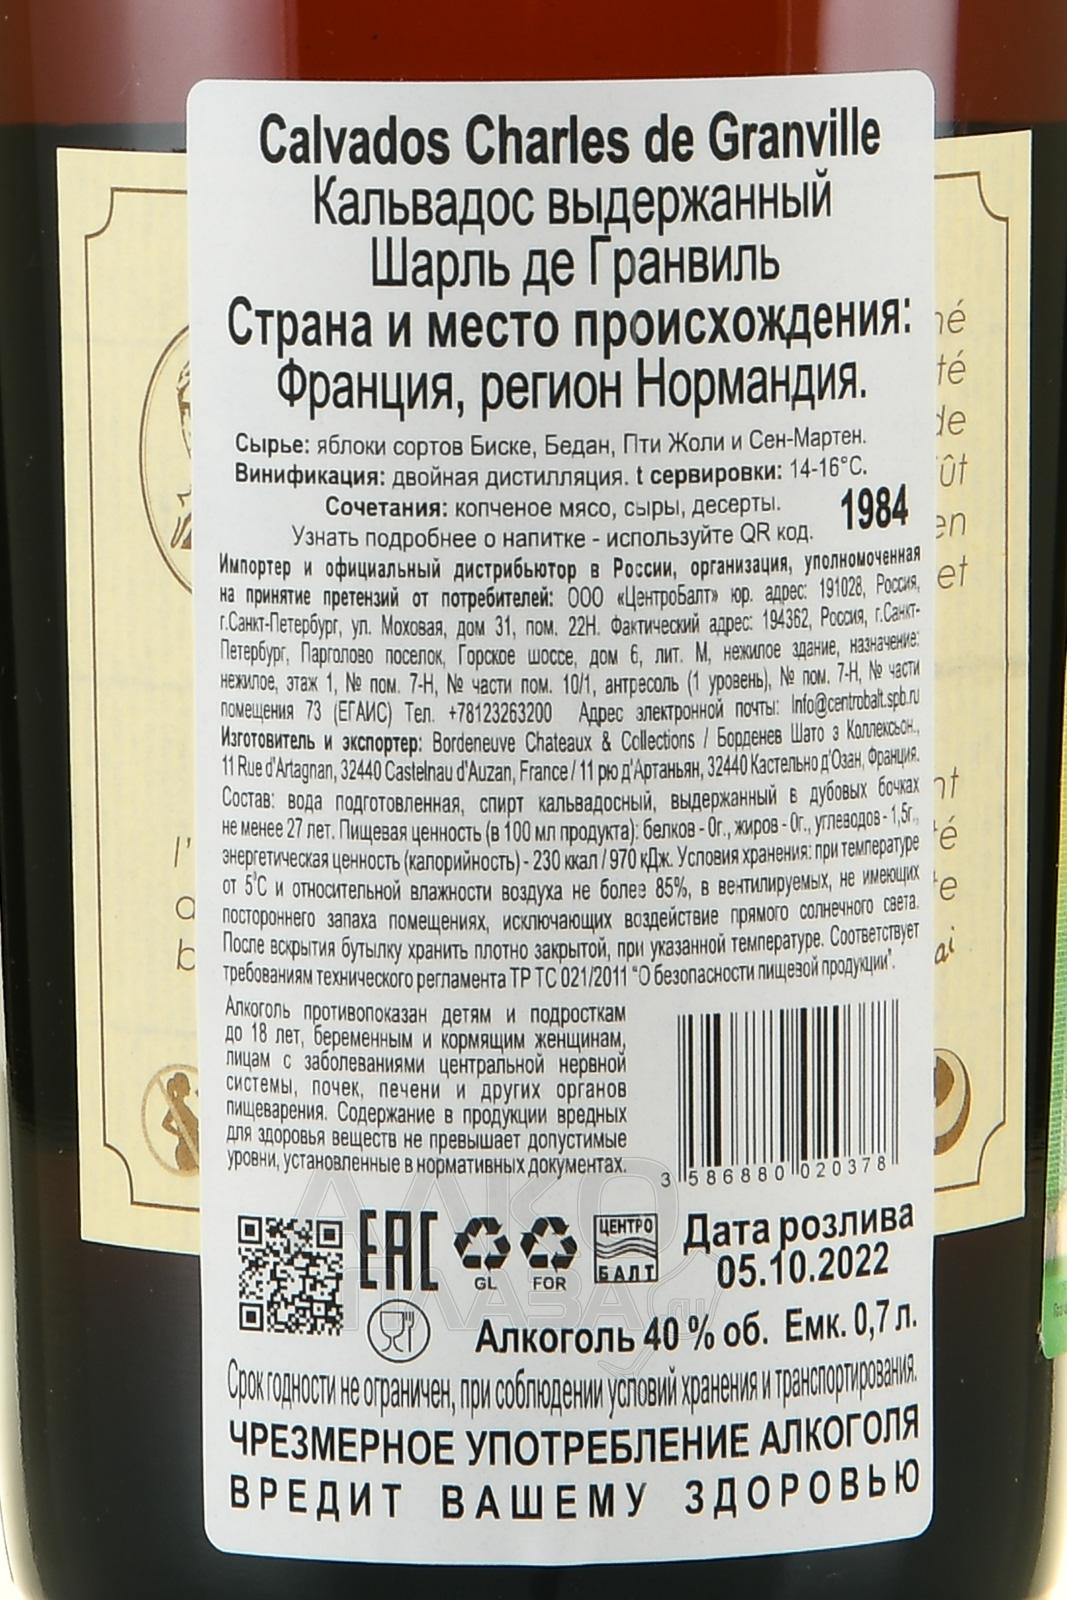 Calvados Charles de Granville
Кальвадос выдержанный
Шарль де Гранвиль
Страна и место происхождения:
Франция, регион Нормандия.
Сырье: яблоки сортов Биске, Бедан, Пти Жоли и Сен-Мартен.
Винификация: двойная дистилляция. t сервировки: 14-16°C.
Сочетания: копченое мясо, сыры, десерты.
1984
Узнать подробнее о напитке - используйте QR код.
Импортер и официальный дистрибьютор в России, организация, уполномоченная
на принятие претензий от потребителей: ООО «ЦентроБалт» юр. адрес: 191028, Россия,
г.Санкт-Петербург, ул. Моховая, дом 31, пом. 22Н. Фактический адрес: 194362, Россия, г.Санкт-
Петербург, Парголово поселок, Горское шоссе, дом 6, лит. М, нежилое здание, назначение:
нежилое, этаж 1, № пом. 7-Н, № части пом. 10/1, антресоль (1 уровень), № пом. 7-Н, № части
помещения 73 (ЕГАИС) Тел. +78123263200 Адрес электронной почты: Info@centrobalt.spb.ru
Изготовитель и экспортер: Bordeneuve Chateaux & Collections / Борденев Шато э Коллексьон.,
11 Rue d'Artagnan, 32440 Castelnau d'Auzan, France / 11 рю д'Артаньян, 32440 Кастельно д'Озан, Франция.
Состав: вода подготовленная, спирт кальвадосный, выдержанный в дубовых бочках
не менее 27 лет. Пищевая ценность (в 100 мл продукта): белков - 0г., жиров - 0г., углеводов - 1,5г.,
энергетическая ценность (калорийность) - 230 ккал / 970 кДж. Условия хранения: при температуре
от 5°С и относительной влажности воздуха не более 85%, в вентилируемых, не имеющих
постороннего запаха помещениях, исключающих воздействие прямого солнечного света.
После вскрытия бутылку хранить плотно закрытой, при указанной температуре. Соответствует
требованиям технического регламента ТР ТС 021/2011 "О безопасности пищевой продукции".
Алкоголь противопоказан детям и подросткам
до 18 лет, беременным и кормящим женщинам,
лицам с заболеваниями центральной нервной
системы, почек, печени и других органов
пищеварения. Содержание в продукции вредных
для здоровья веществ не превышает допустимые
уровни, установленные в нормативных документах.
3 586880 020378
EAC
GL
FOR
ЦЕНТРО
БАЛТ
Дата розлива
05.10.2022
Алкоголь 40 % об. Емк. 0,7 л.
Срок годности не ограничен, при соблюдении условий хранения и транспортирования.
ЧРЕЗМЕРНОЕ УПОТРЕБЛЕНИЕ АЛКОГОЛЯ
ВРЕДИТ ВАШЕМУ ЗДОРОВЬЮ
АЛКО
ПЛАЗА.ru